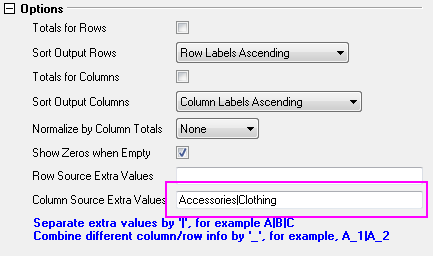 Options
Totals for Rows
Sort Output Rows Row Labels Ascending
Totals for Columns
Sort Output Columns Column Labels Ascending
Normalize by Column Totals None
Show Zeros when Empty
Row Source Extra Values
Column Source Extra Values Accessories|Clothing
Separate extra values by '|', for example A|B|C
Combine different column/row info by '_', for example, A_1|A_2